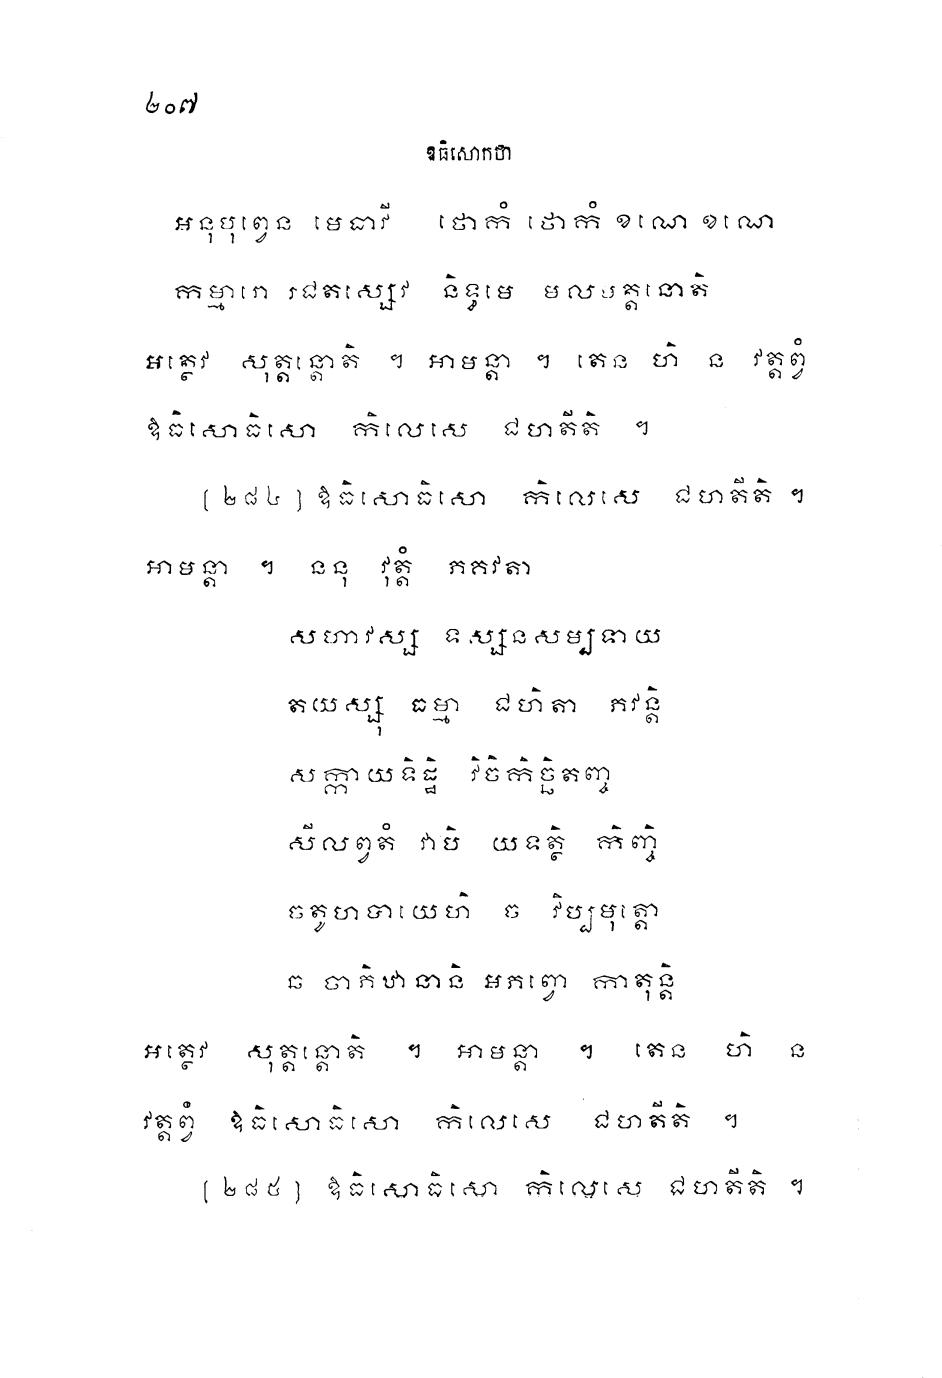 ២០៧
ឱធិសោកថា
អនុបុព្វេន មេធាវី ថោកំ ថោកំ ខណេ ខណេ
កម្មារោ រជតស្សេវ និទ្ធមេ មលមត្តនោតិ
អត្ថេវ សុត្តន្តោតិ ។ អាមន្តា ។ តេន ហិ ន វត្តព្វំ
ឱធិសោធិសោ កិលេសេ ជហតីតិ ។
[២៨៤] ឱធិសោធិសោ កិលេសេ ជហតីតិ ។
អាមន្តា ។ ននុ វុត្តំ ភគវតា
សហាវស្ស ទស្សនសម្បទាយ
តយស្សុ ធម្មា ជហិតា ភវន្តិ
សក្កាយទិដ្ឋិ វិចិកិច្ឆិតញ្ច
សីលព្វតំ វាបិ យទត្ថិ កិញ្ចិ
ចតូហបាយេហិ ច វិប្បមុត្តោ
ឆ ចាភិឋានានិ អភព្វោ កាតុន្តិ
អត្ថេវ សុត្តន្តោតិ ។ អាមន្តា ។ តេន ហិ ន
វត្តព្វំ ឱធិសោធិសោ កិលេសេ ជហតីតិ ។
[២៨៥] ឱធិសោធិសោ កិលេសេ ជហតីតិ ។